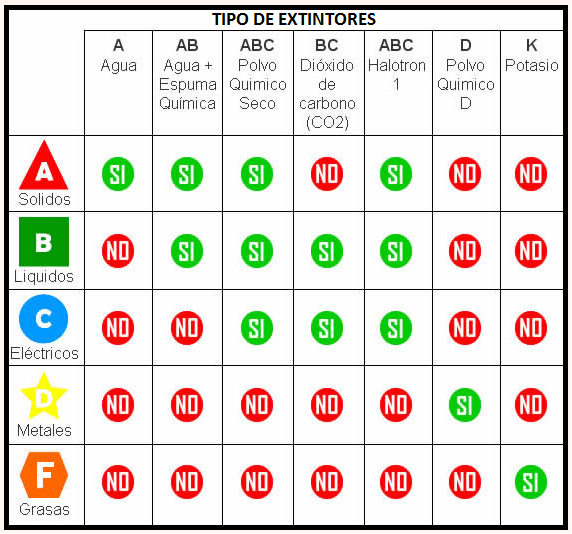 TIPO DE EXTINTORES
A AB ABC BC ABC D K
Agua Agua + Polvo Dióxido Halotron Polvo Potasio
Espuma Quimico de 1 Quimico
Química Seco carbono D
(CO2)
A SI SI SI NO SI NO NO
Solidos
B NO SI SI SI SI NO NO
Liquidos
C NO NO SI SI SI NO NO
Eléctricos
D NO NO NO NO NO SI NO
Metales
F NO NO NO NO NO NO SI
Grasas